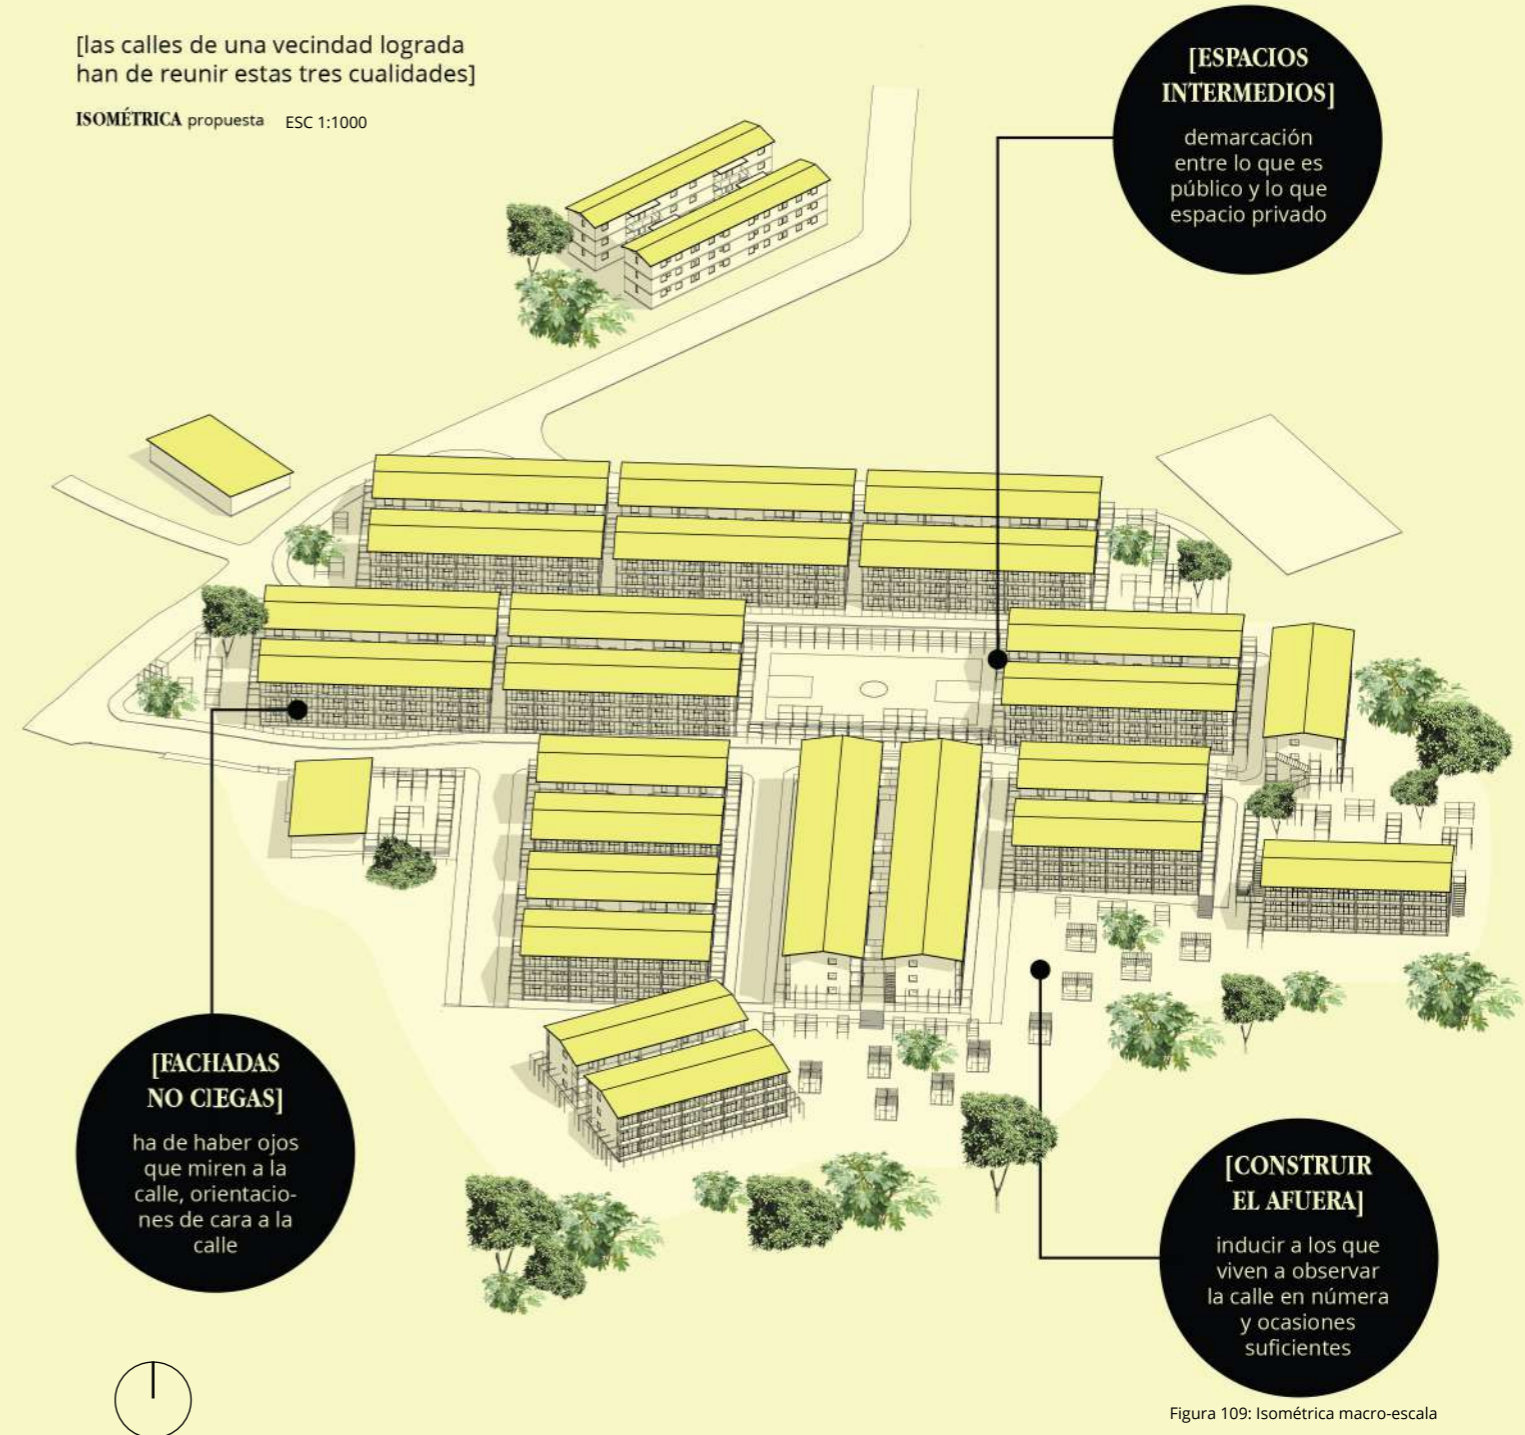 [las calles de una vecindad lograda
han de reunir estas tres cualidades]
ISOMÉTRICA propuesta ESC 1:1000
[ESPACIOS
INTERMEDIOS]
demarcación
entre lo que es
público y lo que
espacio privado
[FACHADAS
NO CIEGAS]
ha de haber ojos
que miren a la
calle, orientacio-
nes de cara a la
calle
[CONSTRUIR
EL AFUERA]
inducir a los que
viven a observar
la calle en númera
y ocasiones
suficientes
Figura 109: Isométrica macro-escala